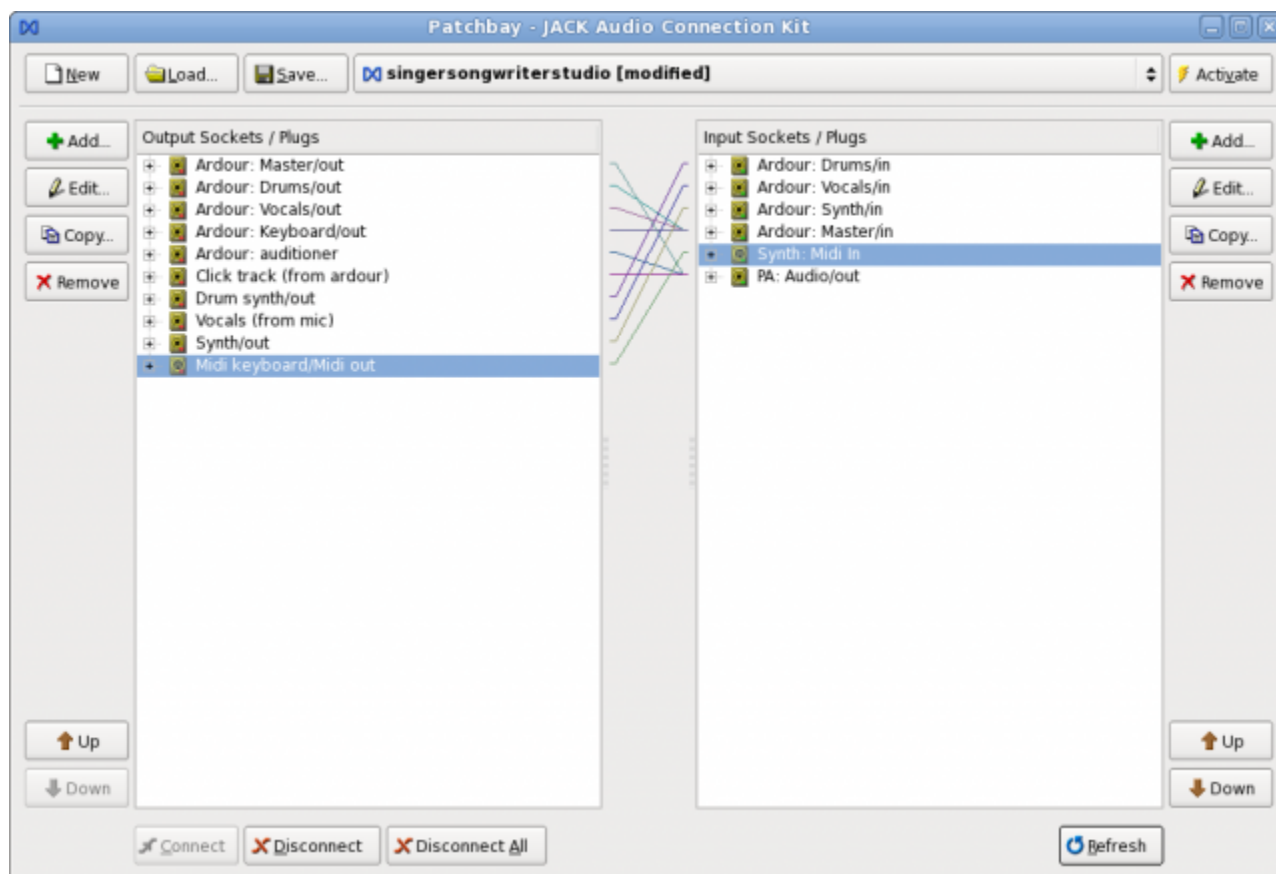 Patchbay - JACK Audio Connection Kit
New Load... Save... singersongwriterstudio [modified] Activate
Output Sockets / Plugs
Ardour: Master/out
Ardour: Drums/out
Ardour: Vocals/out
Ardour: Keyboard/out
Ardour: auditioner
Click track (from ardour)
Drum synth/out
Vocals (from mic)
Synth/out
Midi keyboard/Midi out
Input Sockets / Plugs
Ardour: Drums/in
Ardour: Vocals/in
Ardour: Synth/in
Ardour: Master/in
Synth: Midi In
PA: Audio/out
Add...
Edit...
Copy...
Remove
Up
Down
Add...
Edit...
Copy...
Remove
Up
Down
Connect Disconnect Disconnect All Refresh